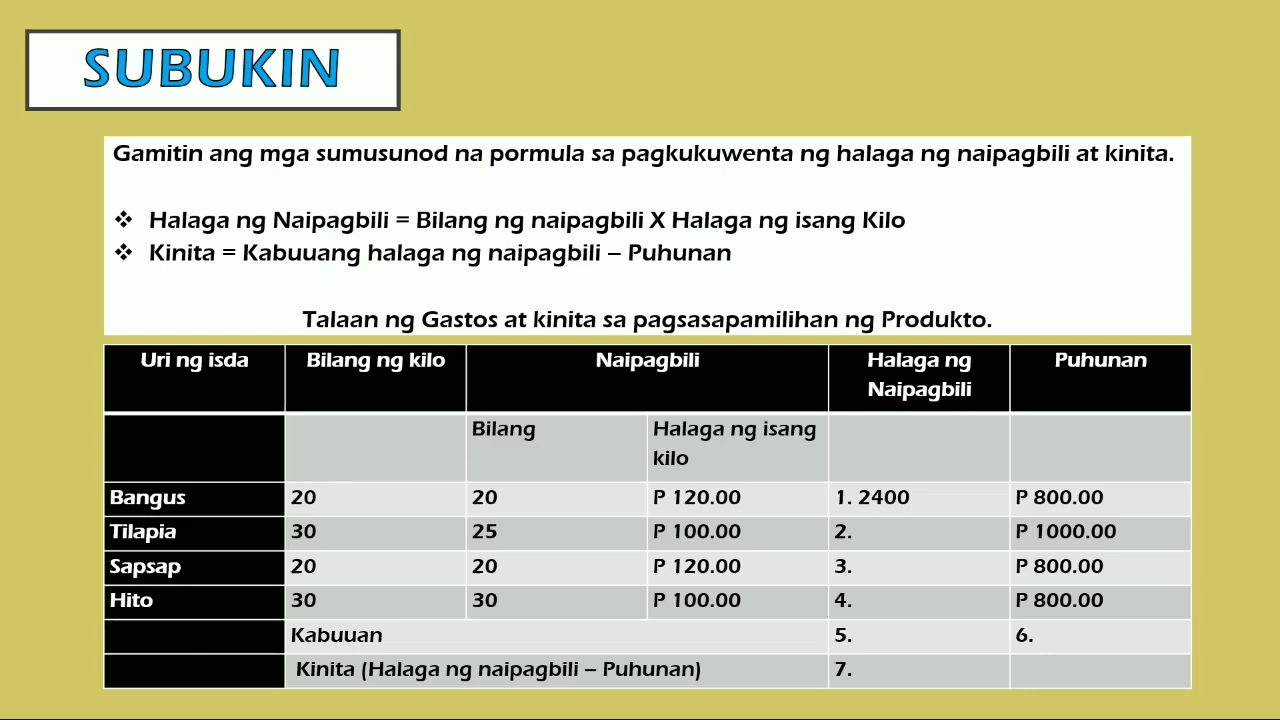 SUBUKIN
Gamitin ang mga sumusunod na pormula sa pagkukuwenta ng halaga ng naipagbili at kinita.
❖ Halaga ng Naipagbili = Bilang ng naipagbili X Halaga ng isang Kilo
❖ Kinita = Kabuuang halaga ng naipagbili – Puhunan
Talaan ng Gastos at kinita sa pagsasapamilihan ng Produkto.
Uri ng isda Bilang ng kilo Naipagbili Halaga ng Naipagbili Puhunan
Bilang Halaga ng isang kilo
Bangus 20 20 P 120.00 1. 2400 P 800.00
Tilapia 30 25 P 100.00 2. P 1000.00
Sapsap 20 20 P 120.00 3. P 800.00
Hito 30 30 P 100.00 4. P 800.00
Kabuuan 5. 6.
Kinita (Halaga ng naipagbili – Puhunan) 7.